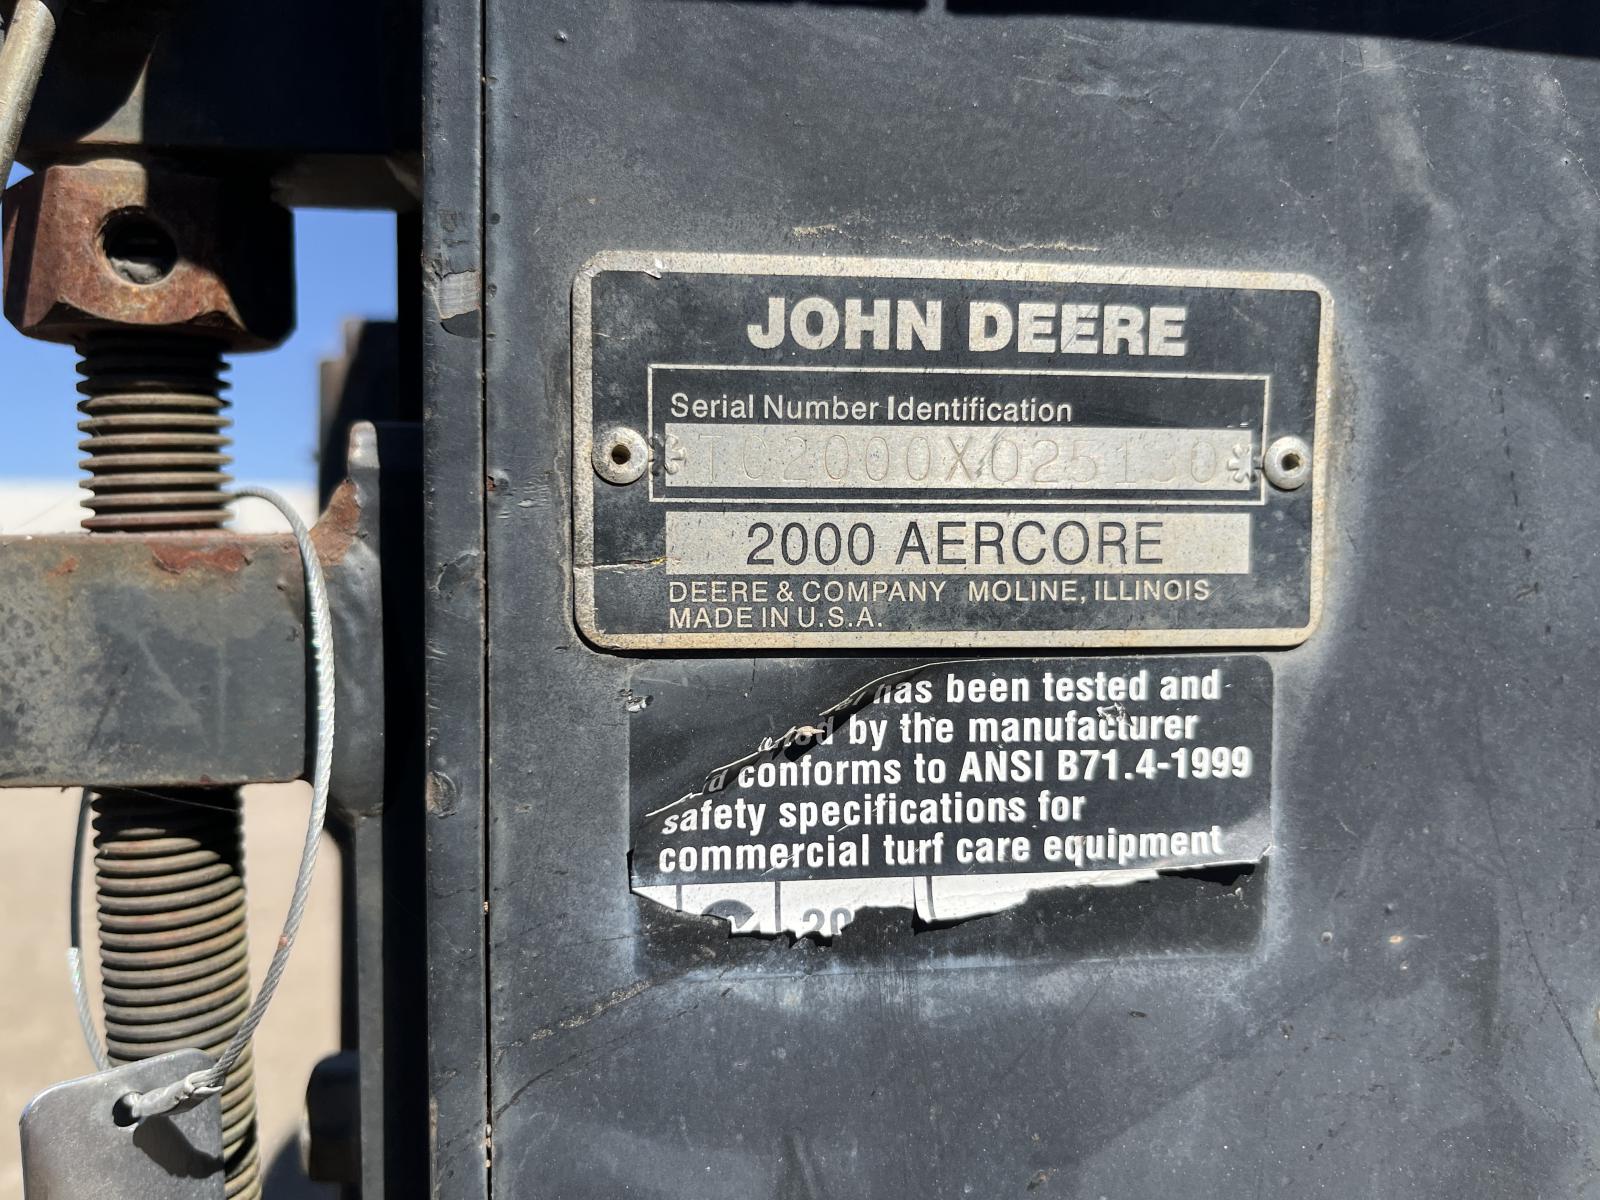 JOHN DEERE
Serial Number Identification
*TC2000X025130*
2000 AERCORE
DEERE & COMPANY MOLINE, ILLINOIS
MADE IN U.S.A.
has been tested and
by the manufacturer
conforms to ANSI B71.4-1999
safety specifications for
commercial turf care equipment
20